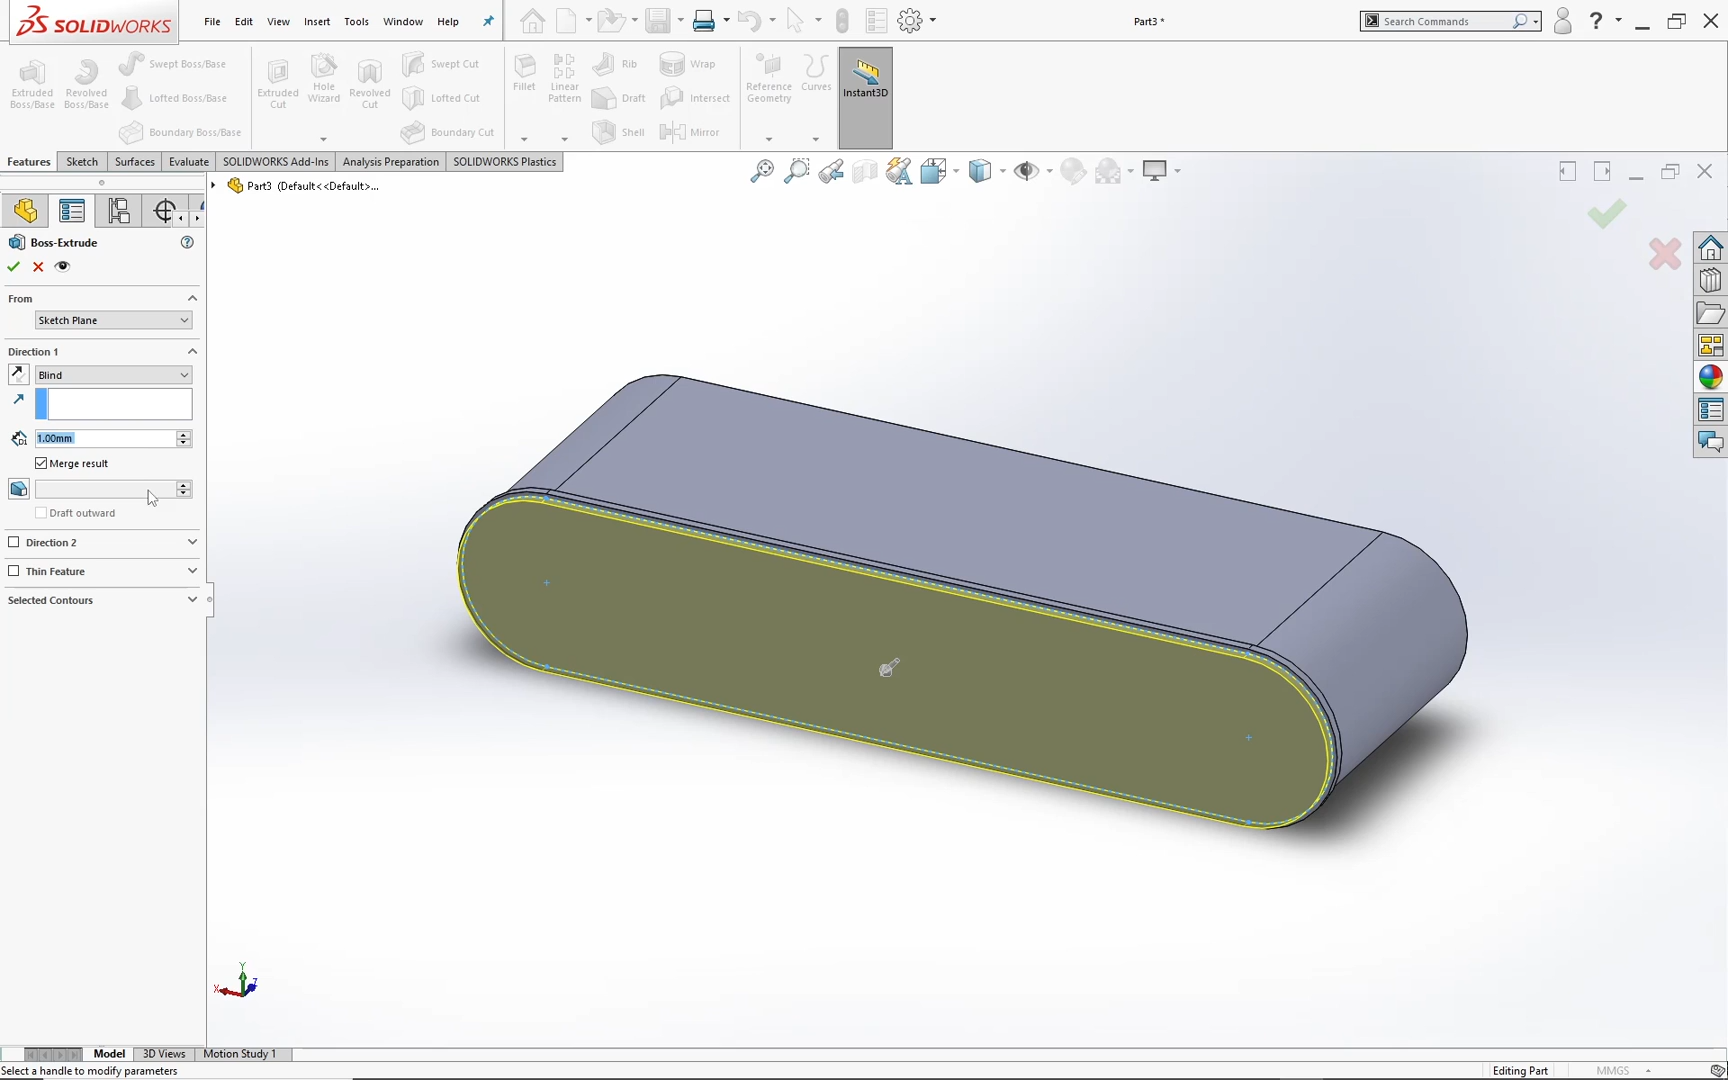 SOLIDWORKS File Edit View Insert Tools Window Help Part3 * Search Commands ?
Extruded Boss/Base
Revolved Boss/Base
Swept Boss/Base
Lofted Boss/Base
Boundary Boss/Base
Extruded Cut
Hole Wizard
Revolved Cut
Swept Cut
Lofted Cut
Boundary Cut
Fillet
Linear Pattern
Rib
Draft
Shell
Wrap
Intersect
Mirror
Reference Geometry
Curves
Instant3D
Features Sketch Surfaces Evaluate SOLIDWORKS Add-Ins Analysis Preparation SOLIDWORKS Plastics
Part3 (Default<<Default>...
Boss-Extrude ?
From
Sketch Plane
Direction 1
Blind
D1 1.00mm
Merge result
Draft outward
Direction 2
Thin Feature
Selected Contours
Y
X Z
Model 3D Views Motion Study 1
Select a handle to modify parameters Editing Part MMGS